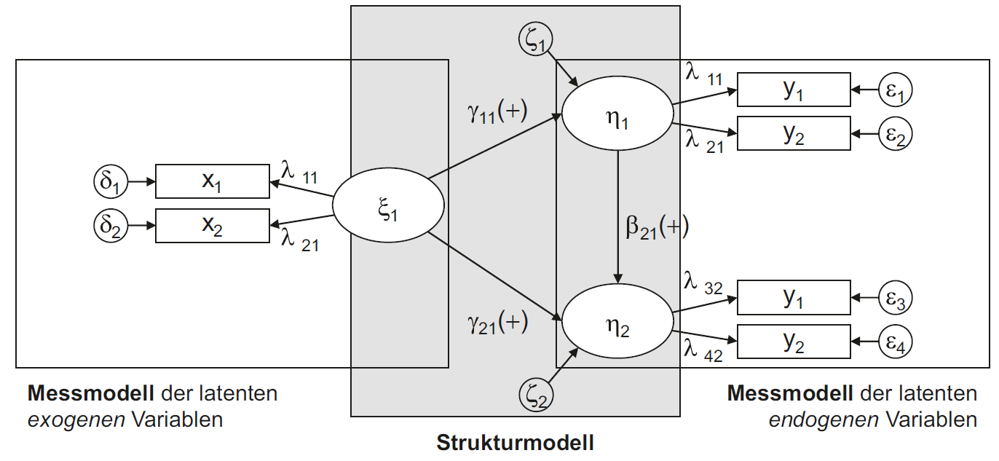 ζ1
λ 11
y1
ε1
γ11(+)
η1
y2
ε2
λ 21
δ1
x1
λ 11
ξ1
δ2
x2
λ 21
β21(+)
λ 32
y1
ε3
γ21(+)
η2
y2
ε4
λ 42
ζ2
Messmodell der latenten
exogenen Variablen
Messmodell der latenten
endogenen Variablen
Strukturmodell